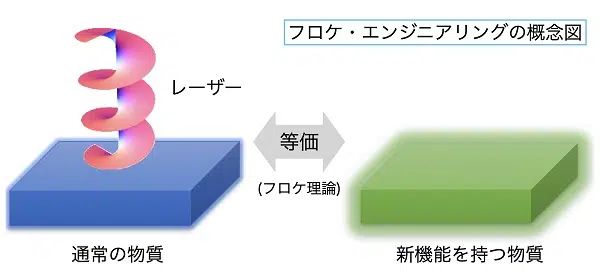 フロケ・エンジニアリングの概念図
レーザー
等価
(フロケ理論)
通常の物質
新機能を持つ物質